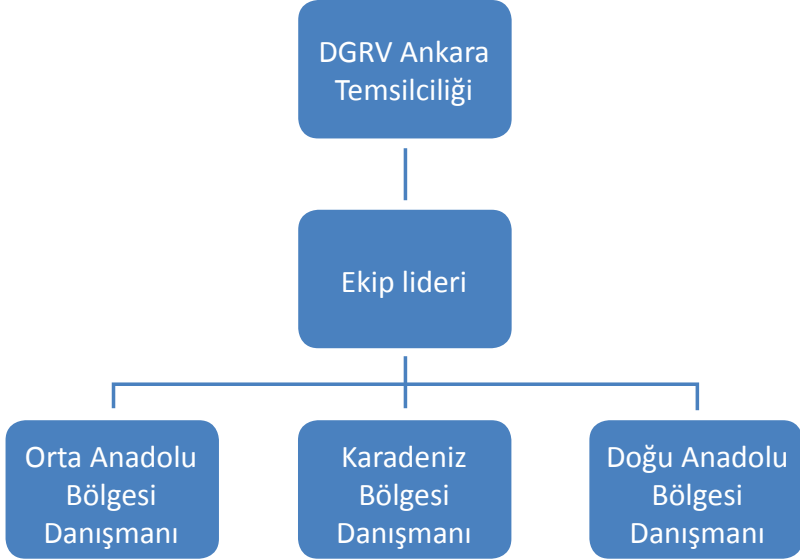 DGRV Ankara
Temsilciliği
Ekip lideri
Orta Anadolu
Bölgesi
Danışmanı
Karadeniz
Bölgesi
Danışmanı
Doğu Anadolu
Bölgesi
Danışmanı